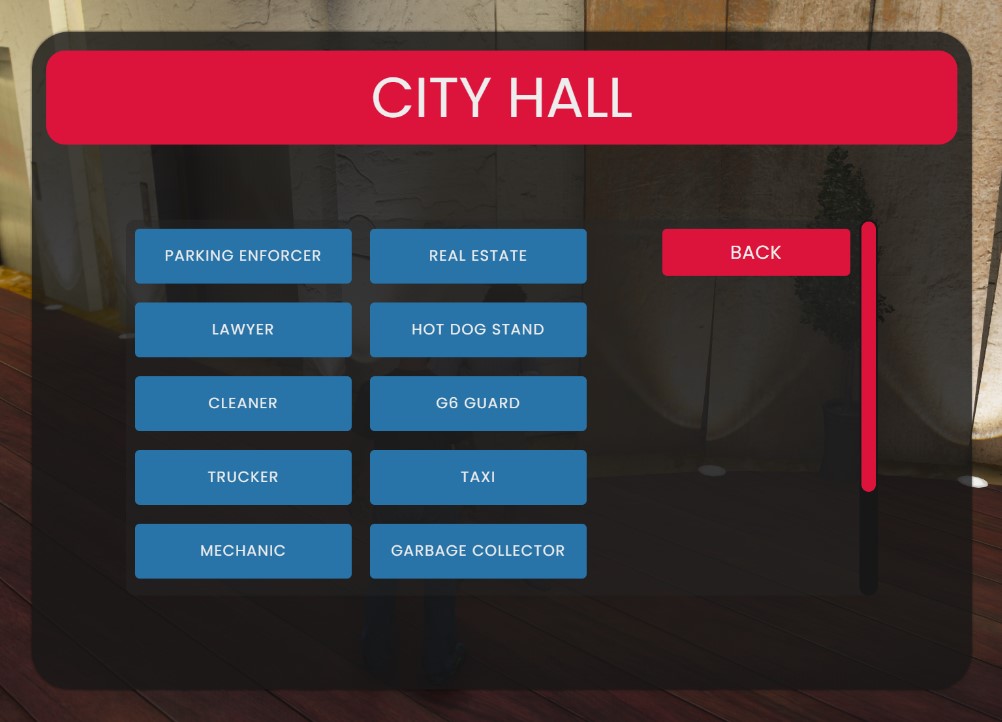 CITY HALL
PARKING ENFORCER
REAL ESTATE
BACK
LAWYER
HOT DOG STAND
CLEANER
G6 GUARD
TRUCKER
TAXI
MECHANIC
GARBAGE COLLECTOR